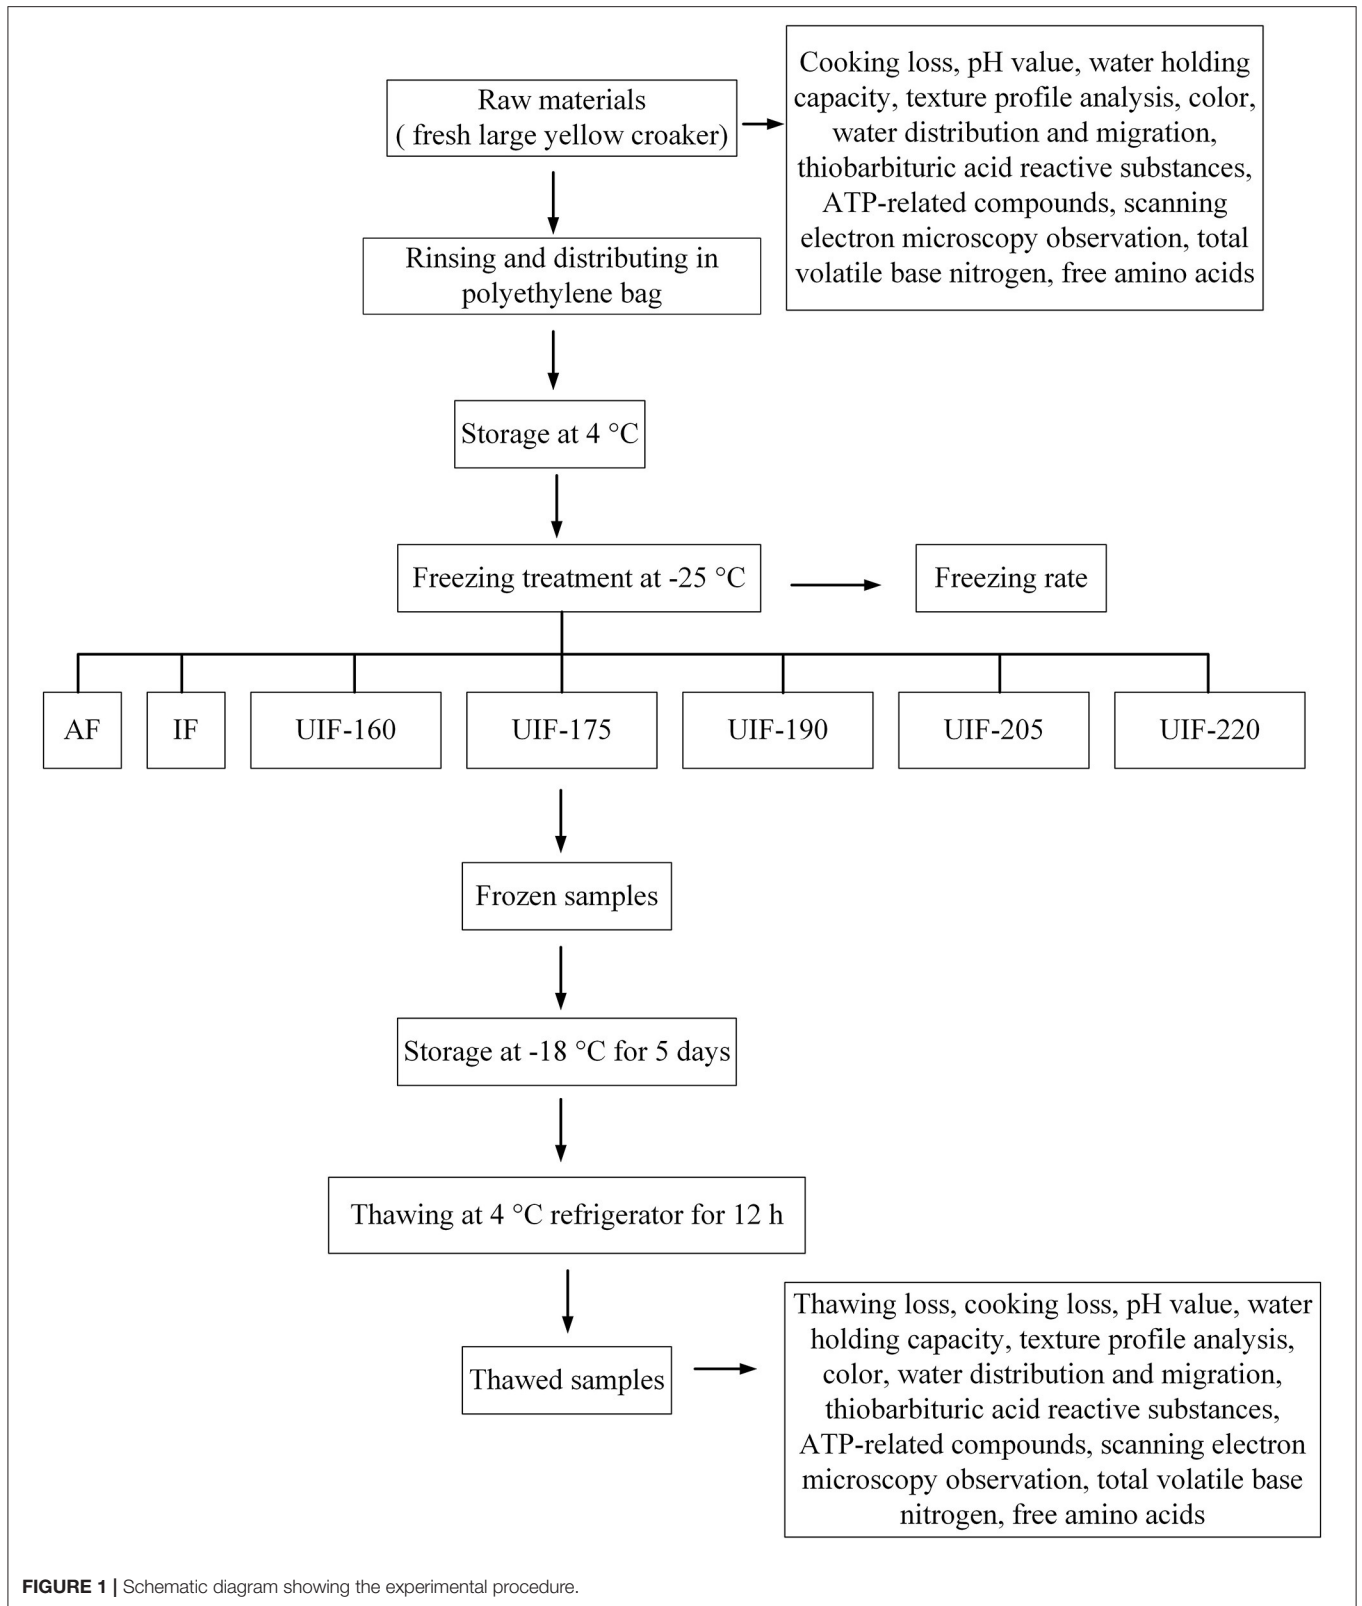 Raw materials
( fresh large yellow croaker)
Cooking loss, pH value, water holding
capacity, texture profile analysis, color,
water distribution and migration,
thiobarbituric acid reactive substances,
ATP-related compounds, scanning
electron microscopy observation, total
volatile base nitrogen, free amino acids
Rinsing and distributing in
polyethylene bag
Storage at 4 °C
Freezing treatment at -25 °C
Freezing rate
AF
IF
UIF-160
UIF-175
UIF-190
UIF-205
UIF-220
Frozen samples
Storage at -18 °C for 5 days
Thawing at 4 °C refrigerator for 12 h
Thawed samples
Thawing loss, cooking loss, pH value, water
holding capacity, texture profile analysis,
color, water distribution and migration,
thiobarbituric acid reactive substances,
ATP-related compounds, scanning electron
microscopy observation, total volatile base
nitrogen, free amino acids
FIGURE 1 | Schematic diagram showing the experimental procedure.